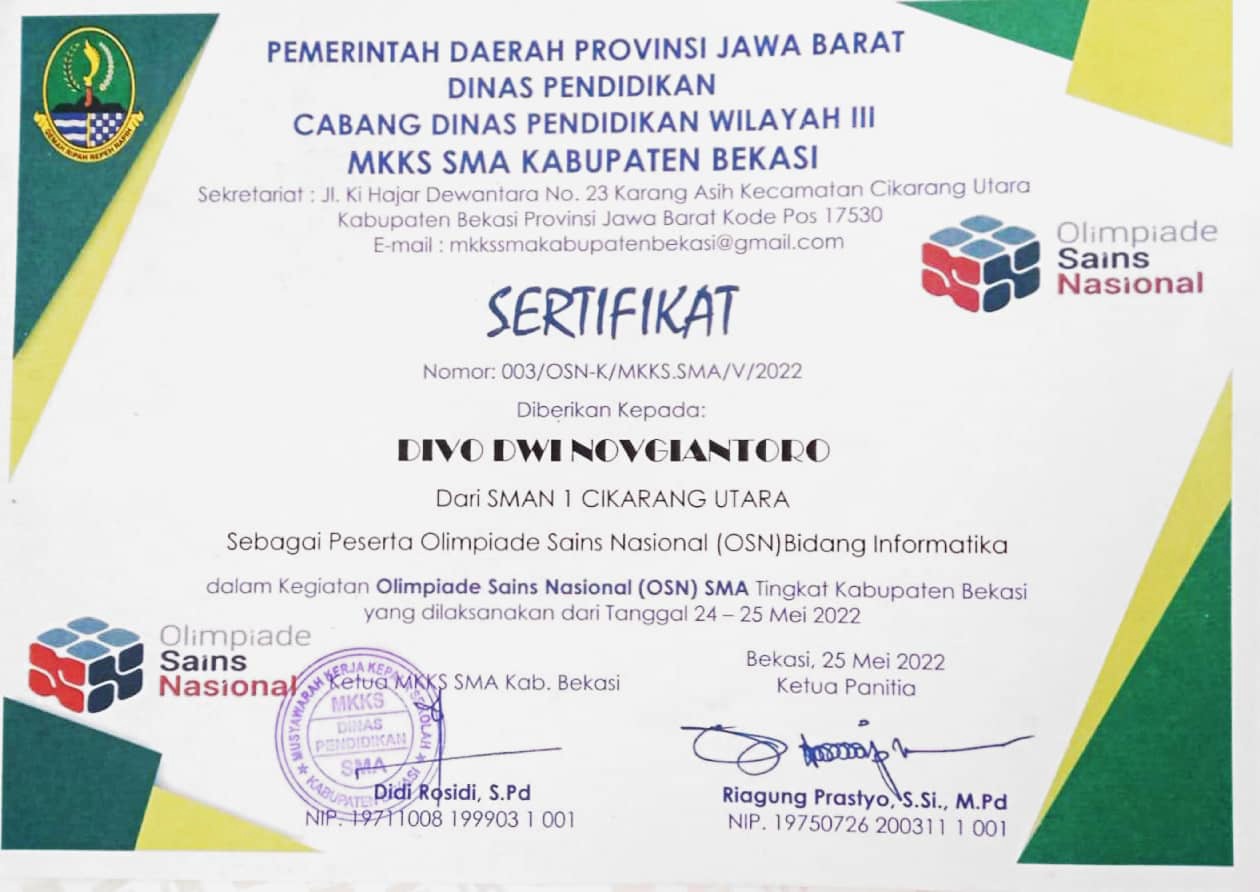 PEMERINTAH DAERAH PROVINSI JAWA BARAT
DINAS PENDIDIKAN
CABANG DINAS PENDIDIKAN WILAYAH III
MKKS SMA KABUPATEN BEKASI
Sekretariat : Jl. Ki Hajar Dewantara No. 23 Karang Asih Kecamatan Cikarang Utara
Kabupaten Bekasi Provinsi Jawa Barat Kode Pos 17530
E-mail : mkkssmakabupatenbekasi@gmail.com
GEMAH RIPAH REPEH RAPIH
Olimpiade
Sains
Nasional
SERTIFIKAT
Nomor: 003/OSN-K/MKKS.SMA/V/2022
Diberikan Kepada:
DIVO DWI NOVGIANTORO
Dari SMAN 1 CIKARANG UTARA
Sebagai Peserta Olimpiade Sains Nasional (OSN)Bidang Informatika
dalam Kegiatan Olimpiade Sains Nasional (OSN) SMA Tingkat Kabupaten Bekasi
yang dilaksanakan dari Tanggal 24 – 25 Mei 2022
Olimpiade
Sains
Nasional
Ketua MKKS SMA Kab. Bekasi
MUSYAWARAH KERJA KEPALA SEKOLAH
MKKS
DINAS
PENDIDIKAN
SMA
KABUPATEN BEKASI
Didi Rosidi, S.Pd
NIP. 19711008 199903 1 001
Bekasi, 25 Mei 2022
Ketua Panitia
Riagung Prastyo, S.Si., M.Pd
NIP. 19750726 200311 1 001